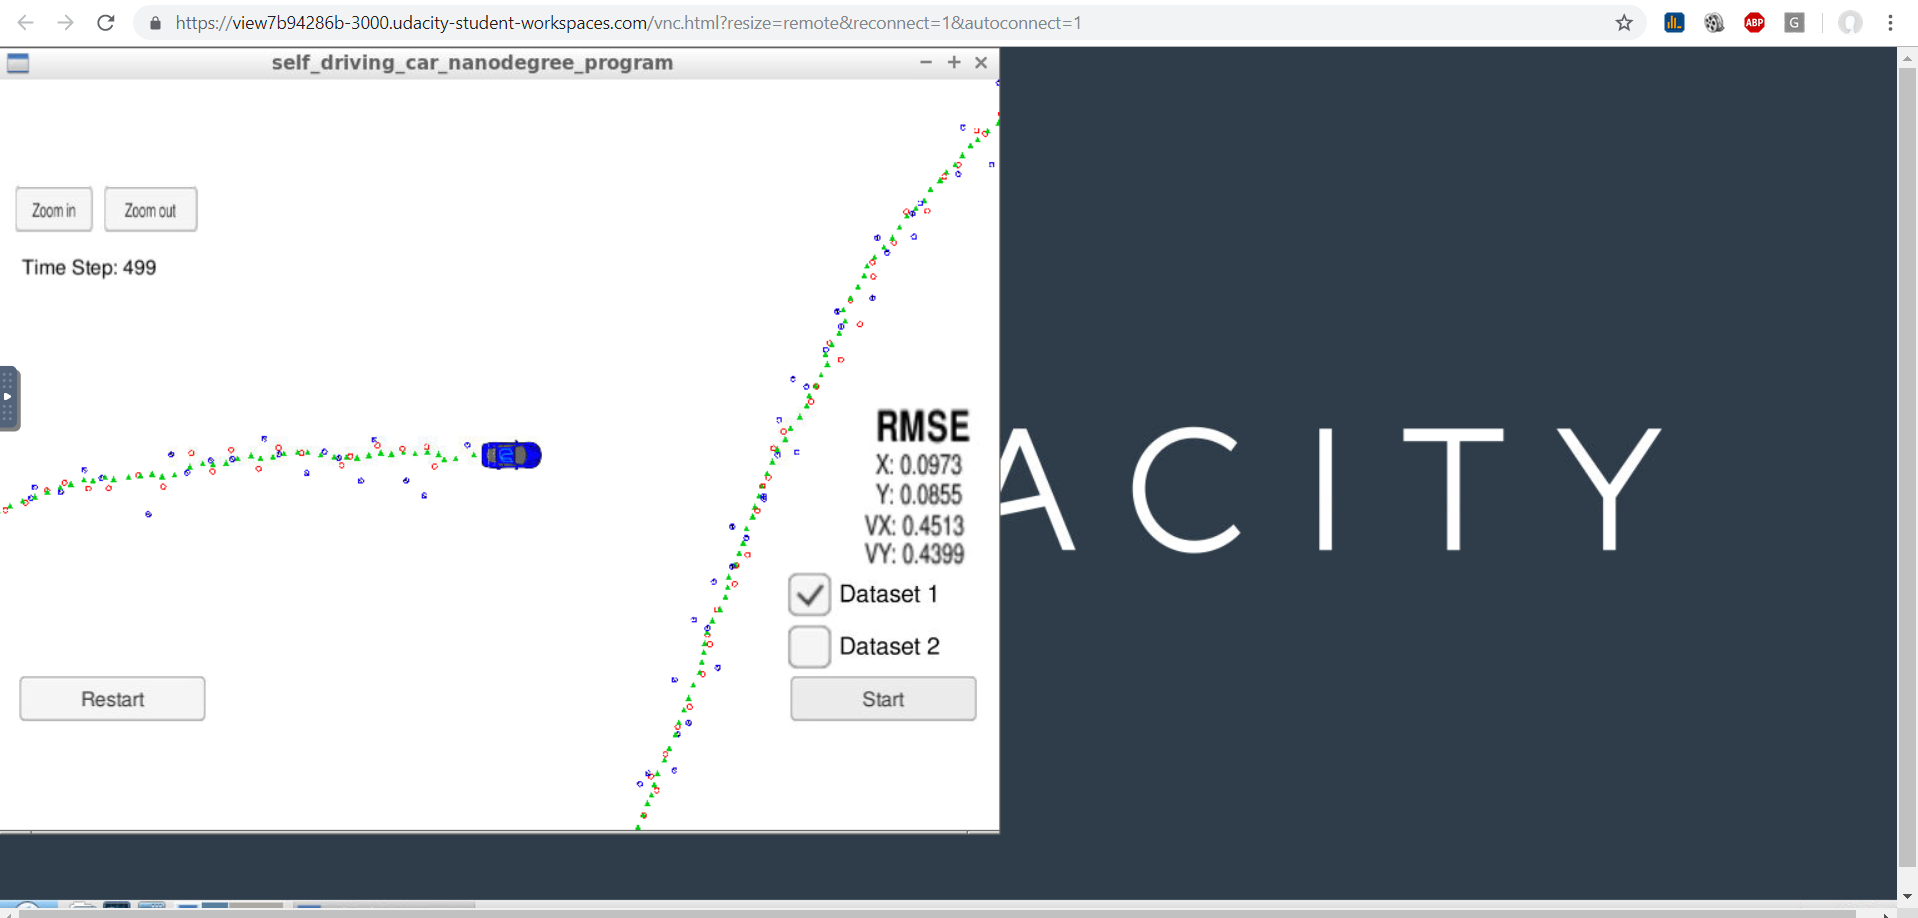 https://view7b94286b-3000.udacity-student-workspaces.com/vnc.html?resize=remote&reconnect=1&autoconnect=1
ABP
G
self_driving_car_nanodegree_program
Zoom in
Zoom out
Time Step: 499
RMSE
X: 0.0973
Y: 0.0855
VX: 0.4513
VY: 0.4399
Dataset 1
Dataset 2
Restart
Start
ACITY